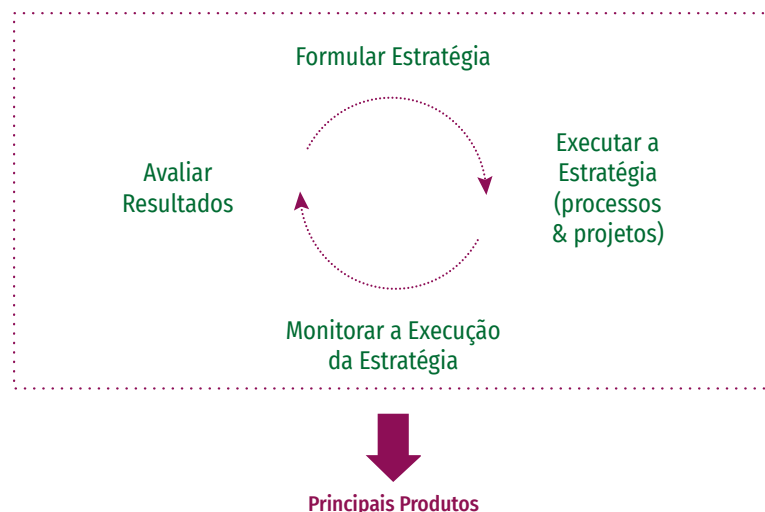 Formular Estratégia
Executar a
Estratégia
(processos
& projetos)
Avaliar
Resultados
Monitorar a Execução
da Estratégia
Principais Produtos